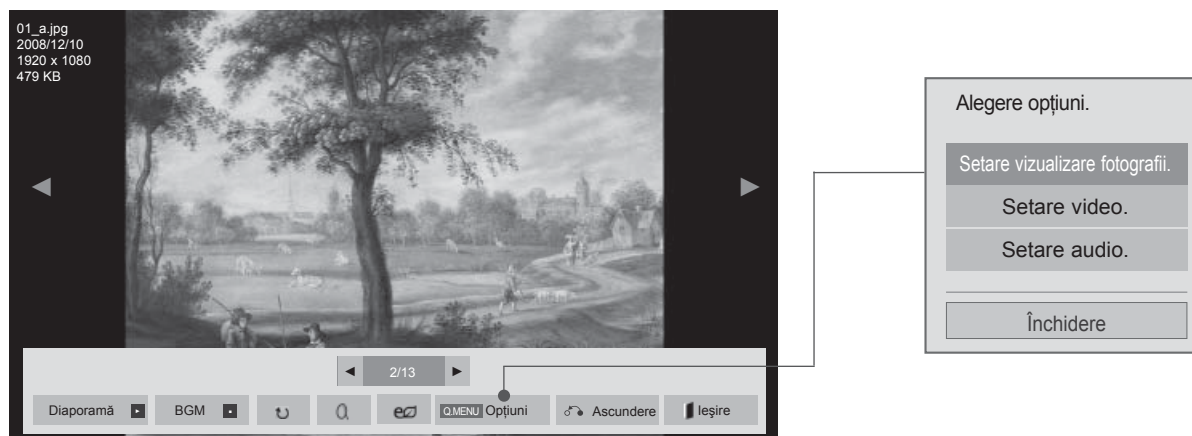 01_a.jpg
2008/12/10
1920 x 1080
479 KB
2/13
Diaporamă BGM Q.MENU Opțiuni Ascundere Ieșire
Alegere opțiuni.
Setare vizualizare fotografii.
Setare video.
Setare audio.
Închidere